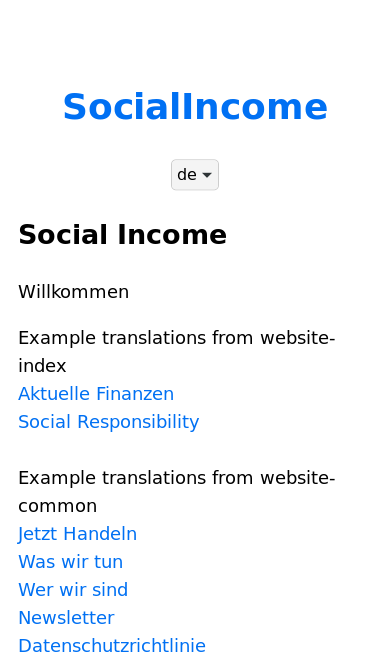 SocialIncome
de
Social Income
Willkommen
Example translations from website-
index
Aktuelle Finanzen
Social Responsibility
Example translations from website-
common
Jetzt Handeln
Was wir tun
Wer wir sind
Newsletter
Datenschutzrichtlinie